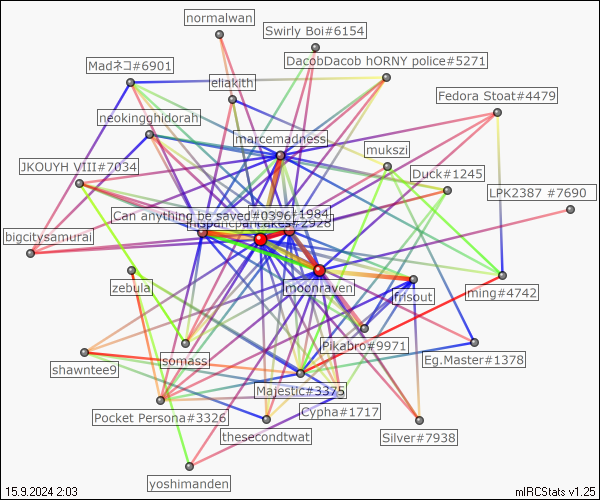 normalwan
Swirly Boi#6154
DacobDacob hORNY police#5271
Madネコ#6901
eliakith
Fedora Stoat#4479
neokingghidorah
marcemadness
mukszi
JKOUYH VIII#7034
Duck#1245
LPK2387 #7690
1984
Can anything be saved#0396
hispanicpancakes#2928
bigcitysamurai
zebula
moonraven
frisout
ming#4742
Pikabro#9971
Eg.Master#1378
somass
shawntee9
Majestic#3375
Pocket Persona#3326
Cypha#1717
thesecondtwat
Silver#7938
yoshimanden
15.9.2024 2:03
mIRCStats v1.25